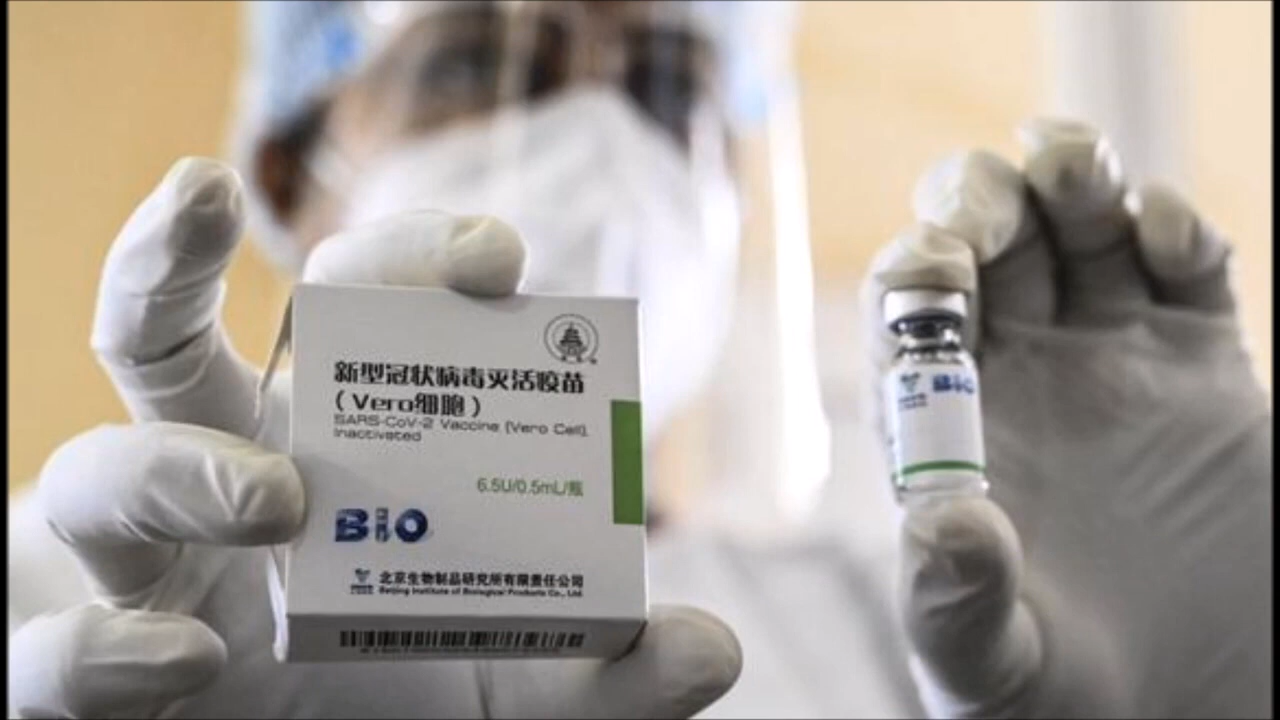 新型冠状病毒灭活疫苗
（Vero细胞）
SARS-CoV-2 Vaccine (Vero Cell),
Inactivated
6.5U/0.5mL/瓶
BIO
北京生物制品研究所有限责任公司
Beijing Institute of Biological Products Co., Ltd.
BIO